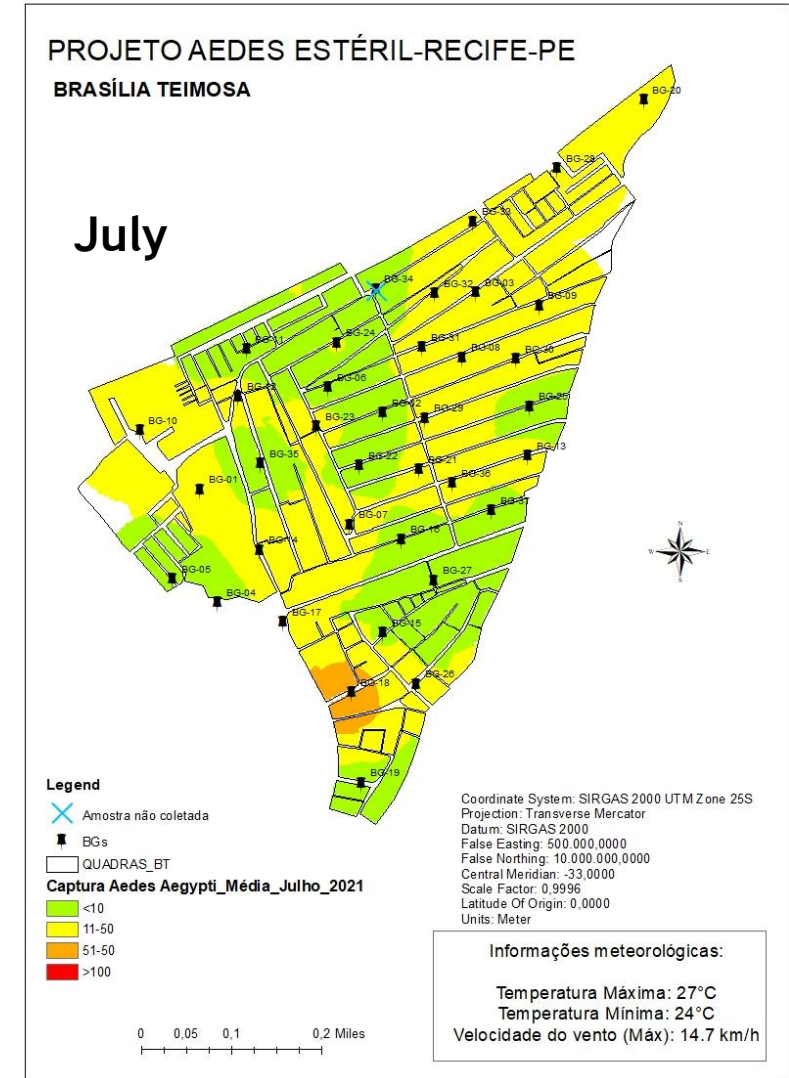 PROJETO AEDES ESTÉRIL-RECIFE-PE
BRASÍLIA TEIMOSA
July
BG-20
BG-28
BG-33
BG-34
BG-32
BG-03
BG-09
BG-24
BG-11
BG-31
BG-08
BG-30
BG-06
BG-02
BG-12
BG-25
BG-10
BG-23
BG-29
BG-35
BG-22
BG-21
BG-13
BG-01
BG-36
BG-37
BG-07
BG-16
BG-14
BG-05
BG-27
BG-04
BG-17
BG-15
BG-18
BG-26
BG-19
N
W
E
S
Legend
Amostra não coletada
BGs
QUADRAS_BT
Captura Aedes Aegypti_Média_Julho_2021
<10
11-50
51-50
>100
0 0,05 0,1 0,2 Miles
Coordinate System: SIRGAS 2000 UTM Zone 25S
Projection: Transverse Mercator
Datum: SIRGAS 2000
False Easting: 500.000,0000
False Northing: 10.000.000,0000
Central Meridian: -33,0000
Scale Factor: 0,9996
Latitude Of Origin: 0,0000
Units: Meter
Informações meteorológicas:
Temperatura Máxima: 27°C
Temperatura Mínima: 24°C
Velocidade do vento (Máx): 14.7 km/h